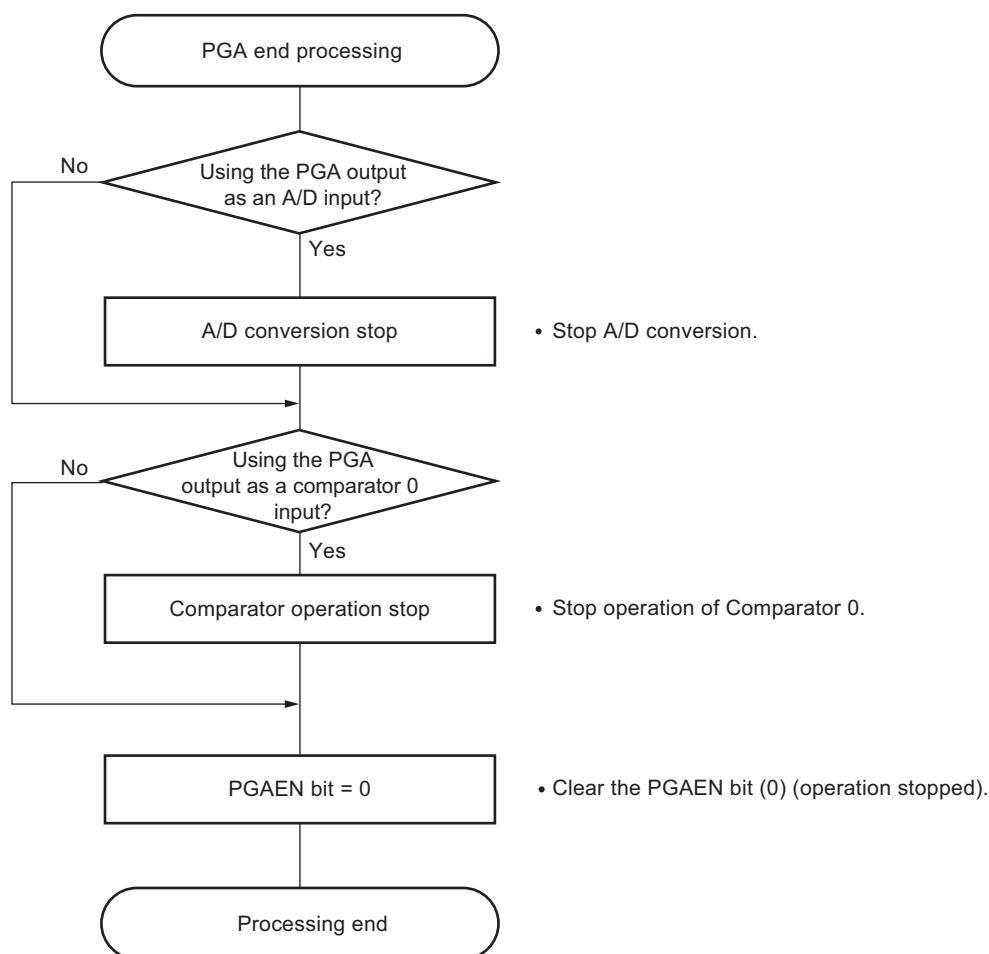 PGA end processing
No
Using the PGA output
as an A/D input?
Yes
A/D conversion stop
• Stop A/D conversion.
No
Using the PGA
output as a comparator 0
input?
Yes
Comparator operation stop
• Stop operation of Comparator 0.
PGAEN bit = 0
• Clear the PGAEN bit (0) (operation stopped).
Processing end